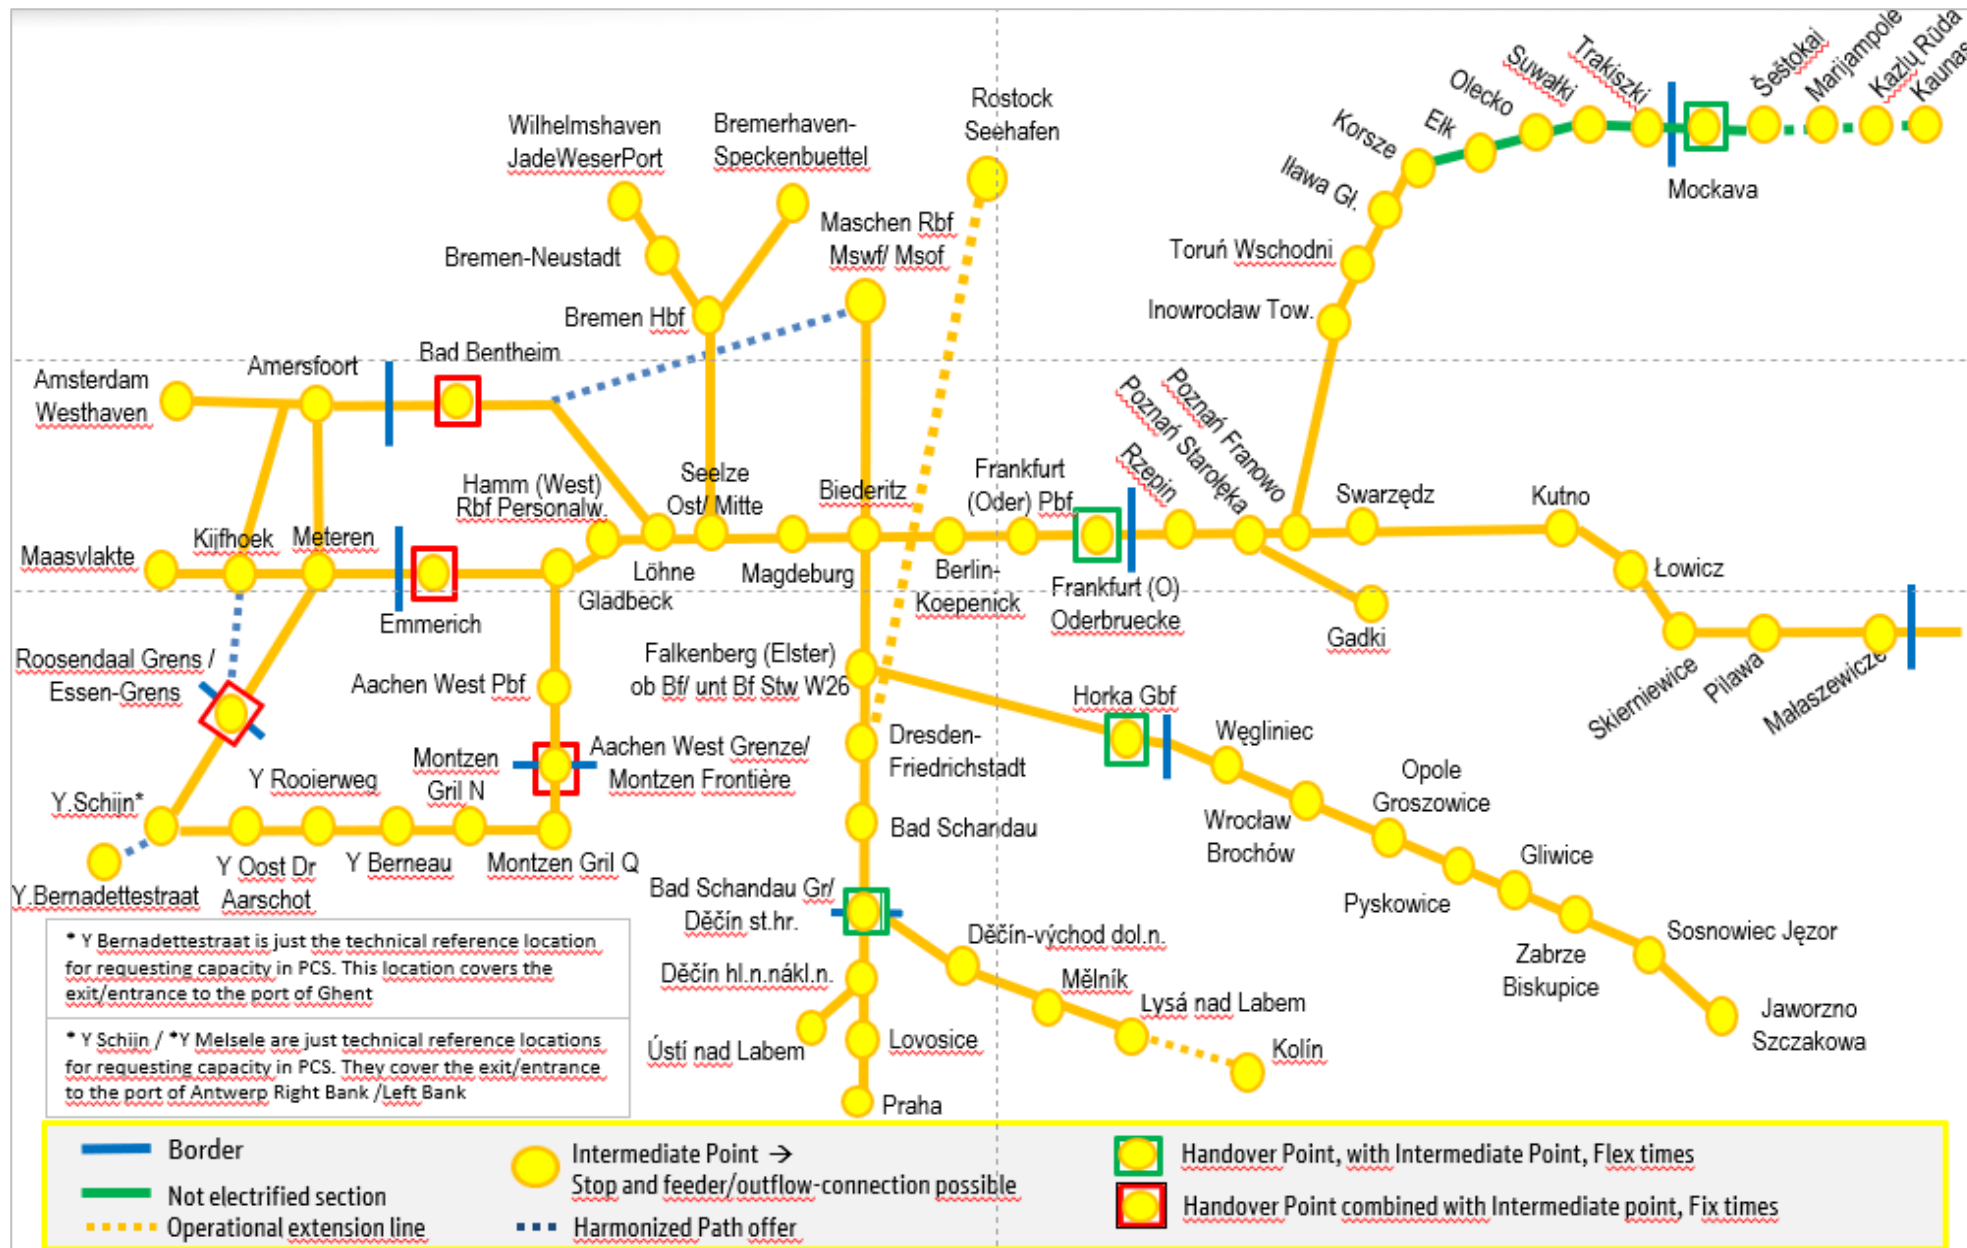 Rostock
Seehafen
Wilhelmshaven
JadeWeserPort
Bremerhaven-
Speckenbuettel
Maschen Rbf
Mswf/ Msof
Bremen-Neustadt
Bremen Hbf
Korsze
Ełk
Olecko
Suwałki
Trakiszki
Šeštokai
Marijampole
Kazlų Rūda
Kaunas
Mockava
Iława Gł.
Toruń Wschodni
Inowrocław Tow.
Amsterdam
Westhaven
Amersfoort
Bad Bentheim
Maasvlakte
Kijfhoek
Meteren
Emmerich
Hamm (West)
Rbf Personalw.
Gladbeck
Löhne
Seelze
Ost/ Mitte
Magdeburg
Biederitz
Berlin-
Koepenick
Frankfurt
(Oder) Pbf
Frankfurt (O)
Oderbruecke
Rzepin
Poznań Starołęka
Poznań Franowo
Swarzędz
Kutno
Łowicz
Gadki
Skierniewice
Pilawa
Małaszewicze
Roosendaal Grens /
Essen-Grens
Aachen West Pbf
Aachen West Grenze/
Montzen Frontière
Montzen
Gril N
Y Rooierweg
Y.Schijn*
Y Oost Dr
Aarschot
Y Berneau
Montzen Gril Q
Y.Bernadettestraat
Falkenberg (Elster)
ob Bf/ unt Bf Stw W26
Dresden-
Friedrichstadt
Bad Schandau
Bad Schandau Gr/
Děčín st.hr.
Děčín hl.n.nákl.n.
Ústí nad Labem
Lovosice
Praha
Děčín-východ dol.n.
Mělník
Lysá nad Labem
Kolín
Horka Gbf
Węgliniec
Wrocław
Brochów
Opole
Groszowice
Pyskowice
Gliwice
Zabrze
Biskupice
Sosnowiec Jęzor
Jaworzno
Szczakowa
* Y Bernadettestraat is just the technical reference location
for requesting capacity in PCS. This location covers the
exit/entrance to the port of Ghent
* Y Schijn / *Y Melsele are just technical reference locations
for requesting capacity in PCS. They cover the exit/entrance
to the port of Antwerp Right Bank /Left Bank
Border
Not electrified section
Operational extension line
Intermediate Point →
Stop and feeder/outflow-connection possible
Harmonized Path offer
Handover Point, with Intermediate Point, Flex times
Handover Point combined with Intermediate point, Fix times